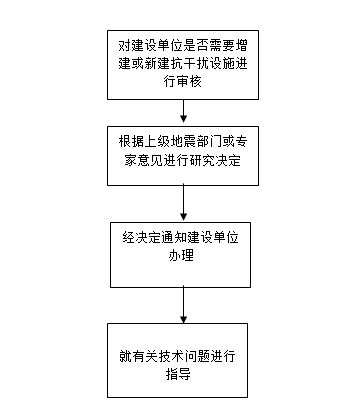 对建设单位是否需要增
建或新建抗干扰设施进
行审核
根据上级地震部门或专
家意见进行研究决定
经决定通知建设单位
办理
就有关技术问题进行
指导